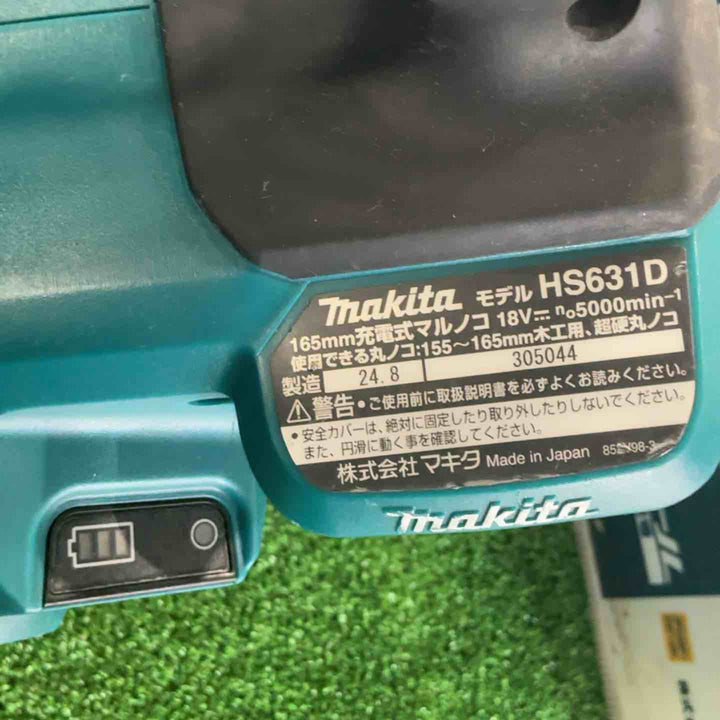 makita モデル HS631D
165mm充電式マルノコ 18V⎓ n₀5000min⁻¹
使用できる丸ノコ:155～165mm木工用、超硬丸ノコ
製造 24.8 305044
⚠警告 •ご使用前に取扱説明書を必ずよくお読みください。
•安全カバーは、絶対に固定したり取り外したりしないでください。
また、円滑に動く事を確認してください。
株式会社 マキタ Made in Japan
makita